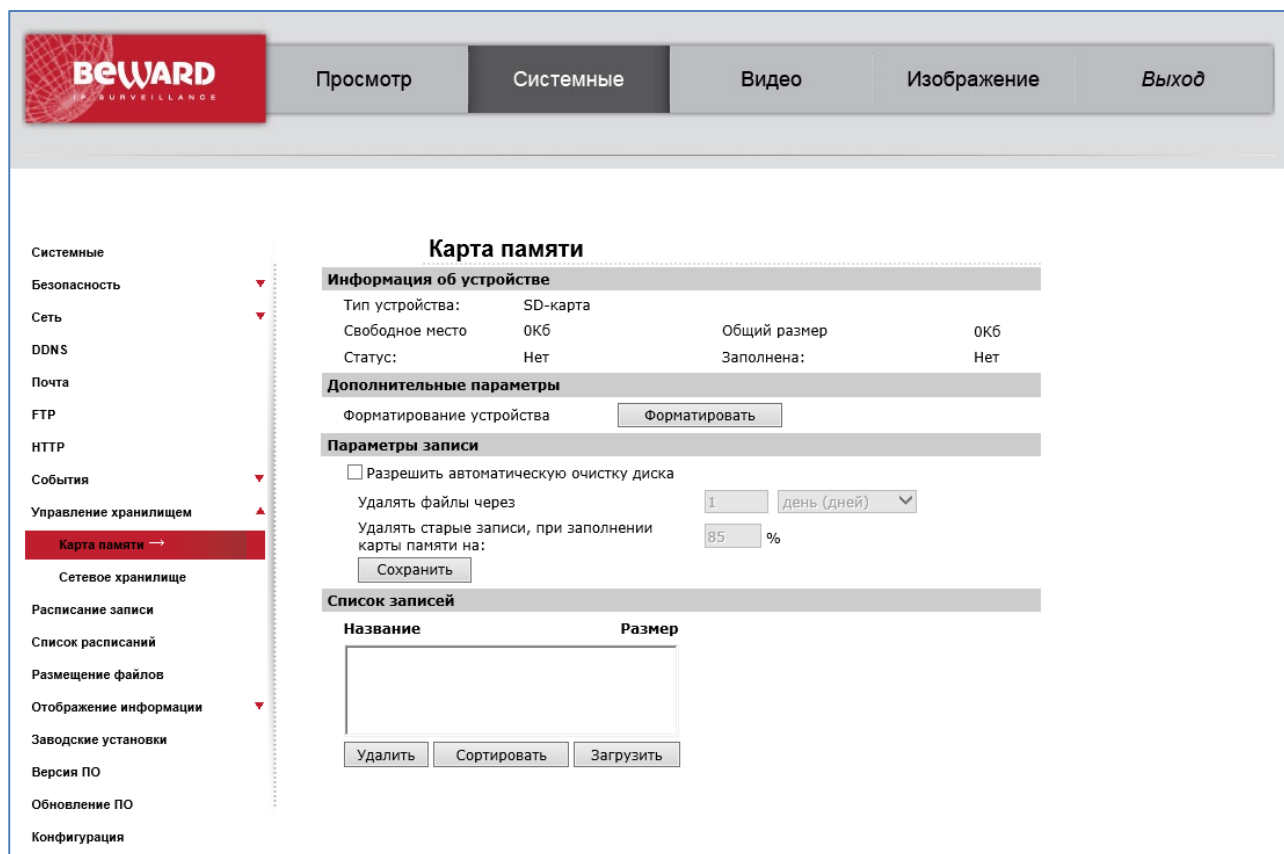 BEWARD
IP SURVEILLANCE
Просмотр Системные Видео Изображение Выход
Системные
Безопасность
Сеть
DDNS
Почта
FTP
HTTP
События
Управление хранилищем
Карта памяти →
Сетевое хранилище
Расписание записи
Список расписаний
Размещение файлов
Отображение информации
Заводские установки
Версия ПО
Обновление ПО
Конфигурация
Карта памяти
Информация об устройстве
Тип устройства: SD-карта
Свободное место 0Кб Общий размер 0Кб
Статус: Нет Заполнена: Нет
Дополнительные параметры
Форматирование устройства Форматировать
Параметры записи
Разрешить автоматическую очистку диска
Удалять файлы через 1 день (дней)
Удалять старые записи, при заполнении
карты памяти на: 85 %
Сохранить
Список записей
Название Размер
Удалить Сортировать Загрузить